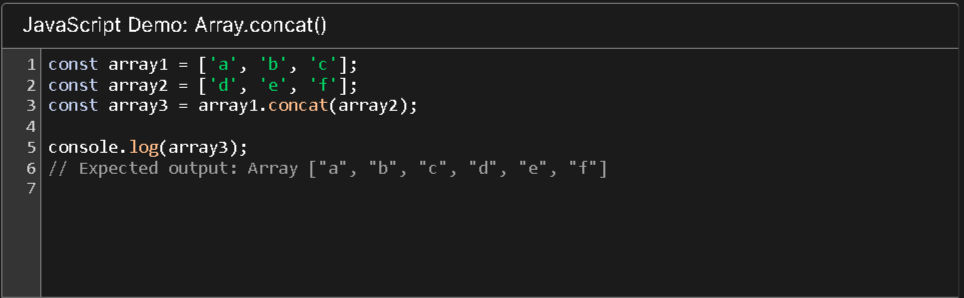 JavaScript Demo: Array.concat()
1 const array1 = ['a', 'b', 'c'];
2 const array2 = ['d', 'e', 'f'];
3 const array3 = array1.concat(array2);
4
5 console.log(array3);
6 // Expected output: Array ["a", "b", "c", "d", "e", "f"]
7